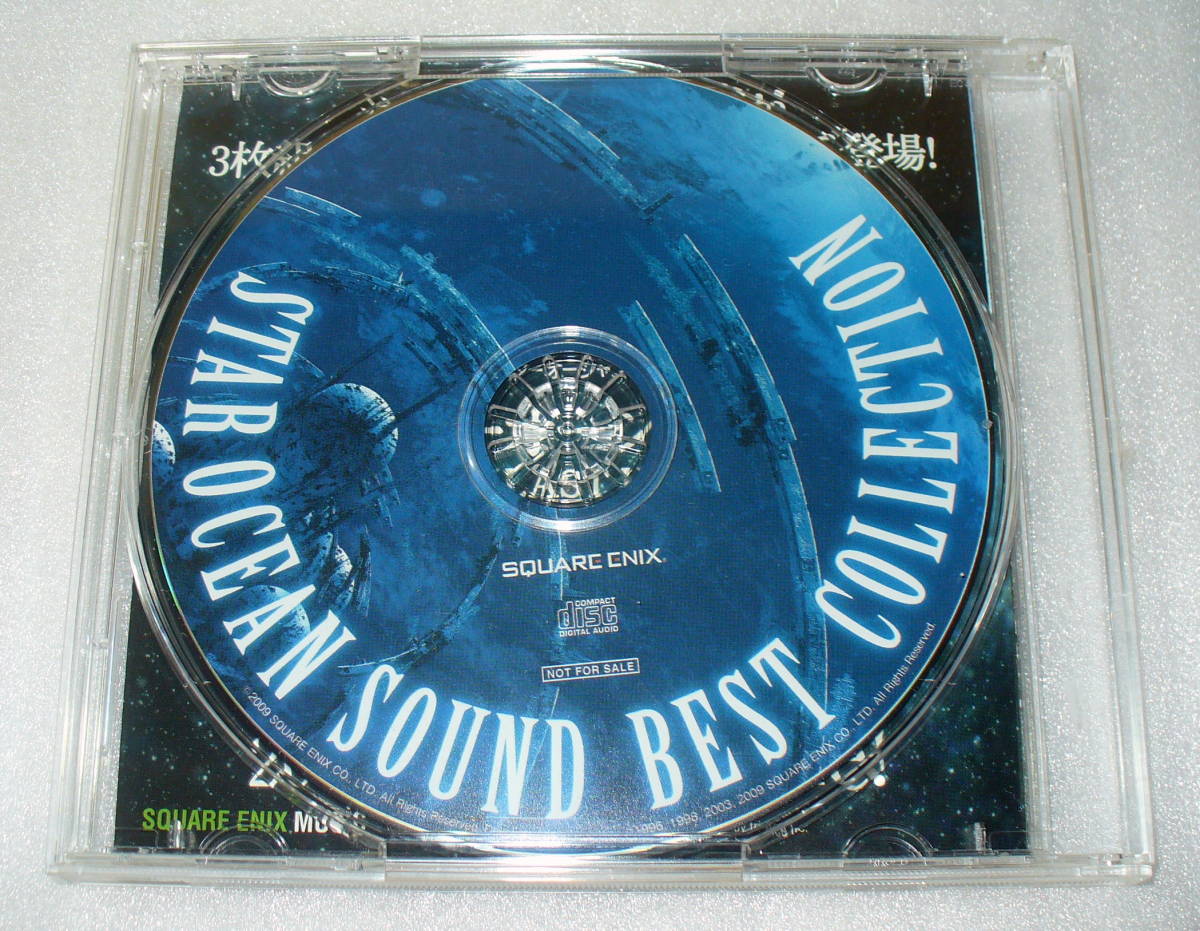 3枚組
登場!
STAR OCEAN SOUND BEST COLLECTION
SQUARE ENIX
COMPACT
disc
DIGITAL AUDIO
NOT FOR SALE
©2009 SQUARE ENIX CO., LTD. All Rights Reserved.
1996, 1998, 2003, 2009 SQUARE ENIX CO., LTD. All Rights Reserved.
SQUARE ENIX MUSIC